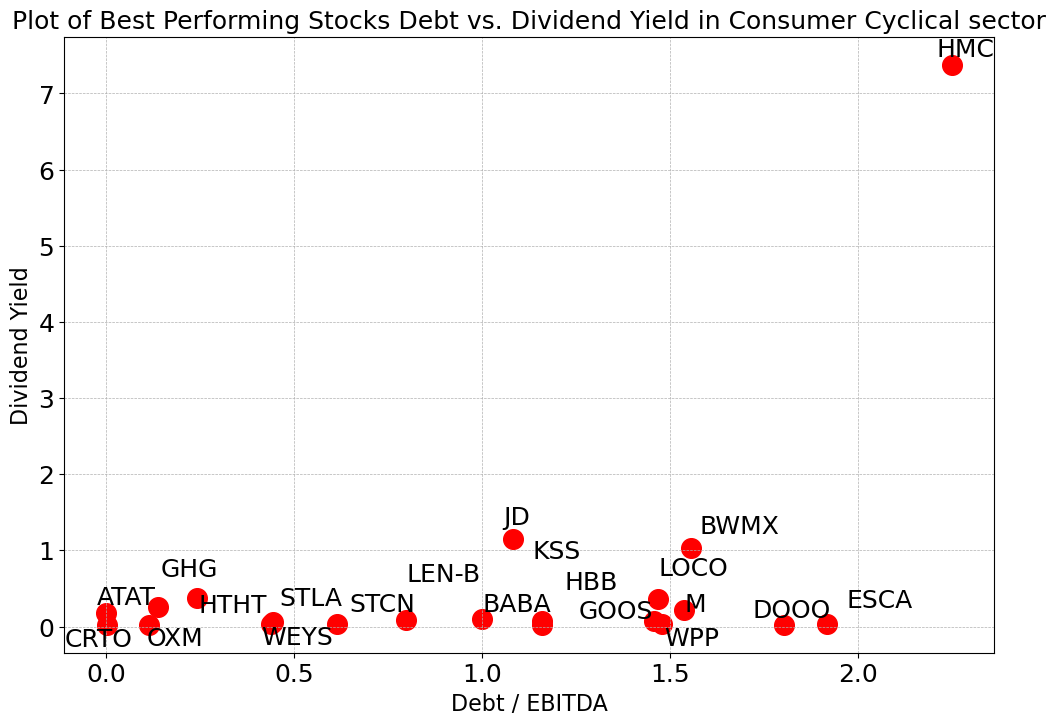 Plot of Best Performing Stocks Debt vs. Dividend Yield in Consumer Cyclical sector
HMC
7
6
5
4
3
2
1
0
Dividend Yield
JD
BWMX
KSS
GHG
LEN-B
LOCO
HBB
ATAT
HTHT
STLA
STCN
BABA
GOOS
M
DOOO
ESCA
CRTO
OXM
WEYS
WPP
0.0
0.5
1.0
1.5
2.0
Debt / EBITDA